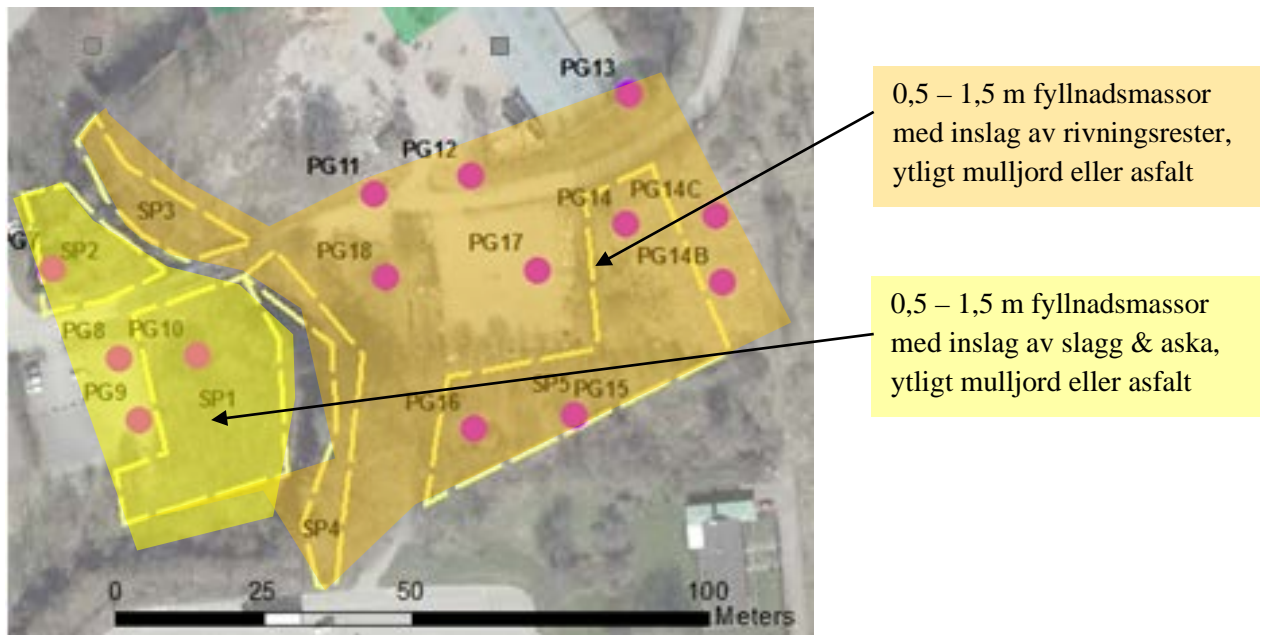 PG13
PG12
PG11
PG14
PG14C
SP3
PG7
SP2
PG18
PG17
PG14B
PG8
PG10
PG9
SP1
PG16
SP5
PG15
SP4
0
25
50
100
Meters
0,5 – 1,5 m fyllnadsmassor
med inslag av rivningsrester,
ytligt mulljord eller asfalt
0,5 – 1,5 m fyllnadsmassor
med inslag av slagg & aska,
ytligt mulljord eller asfalt